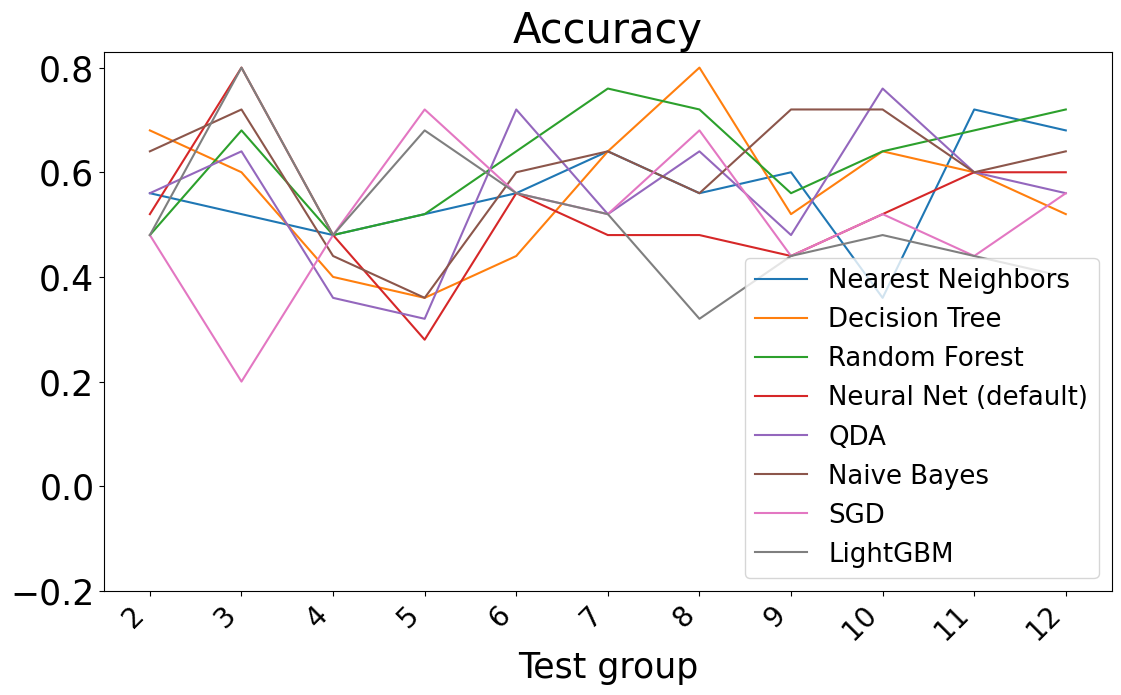 Accuracy
0.8
0.6
0.4
0.2
0.0
−0.2
Nearest Neighbors
Decision Tree
Random Forest
Neural Net (default)
QDA
Naive Bayes
SGD
LightGBM
2 3 4 5 6 7 8 9 10 11 12
Test group